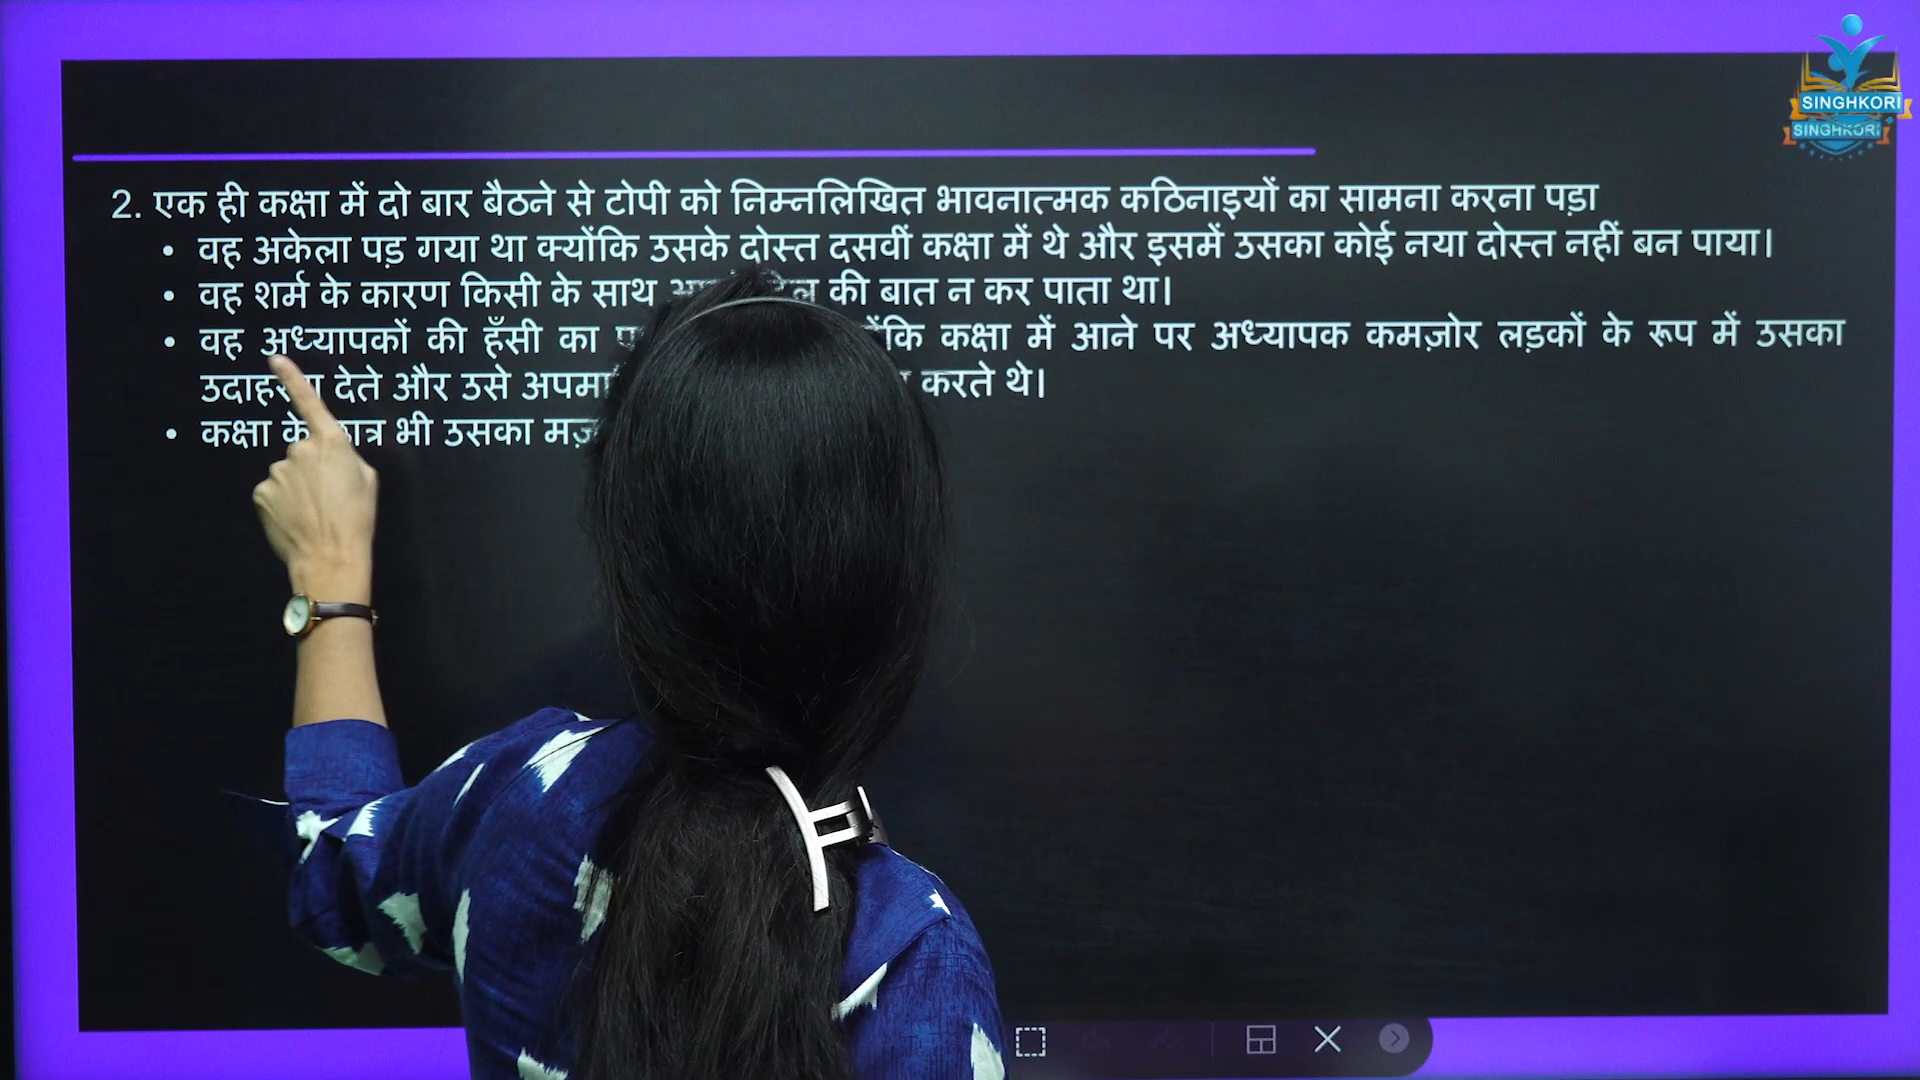 SINGHKORI
SINGHKORI
2. एक ही कक्षा में दो बार बैठने से टोपी को निम्नलिखित भावनात्मक कठिनाइयों का सामना करना पड़ा
• वह अकेला पड़ गया था क्योंकि उसके दोस्त दसवीं कक्षा में थे और इसमें उसका कोई नया दोस्त नहीं बन पाया।
• वह शर्म के कारण किसी के साथ की बात न कर पाता था।
• वह अध्यापकों की हँसी का कक्षा में आने पर अध्यापक कमज़ोर लड़कों के रूप में उसका
देते और उसे करते थे।
• कक्षा के भी उसका